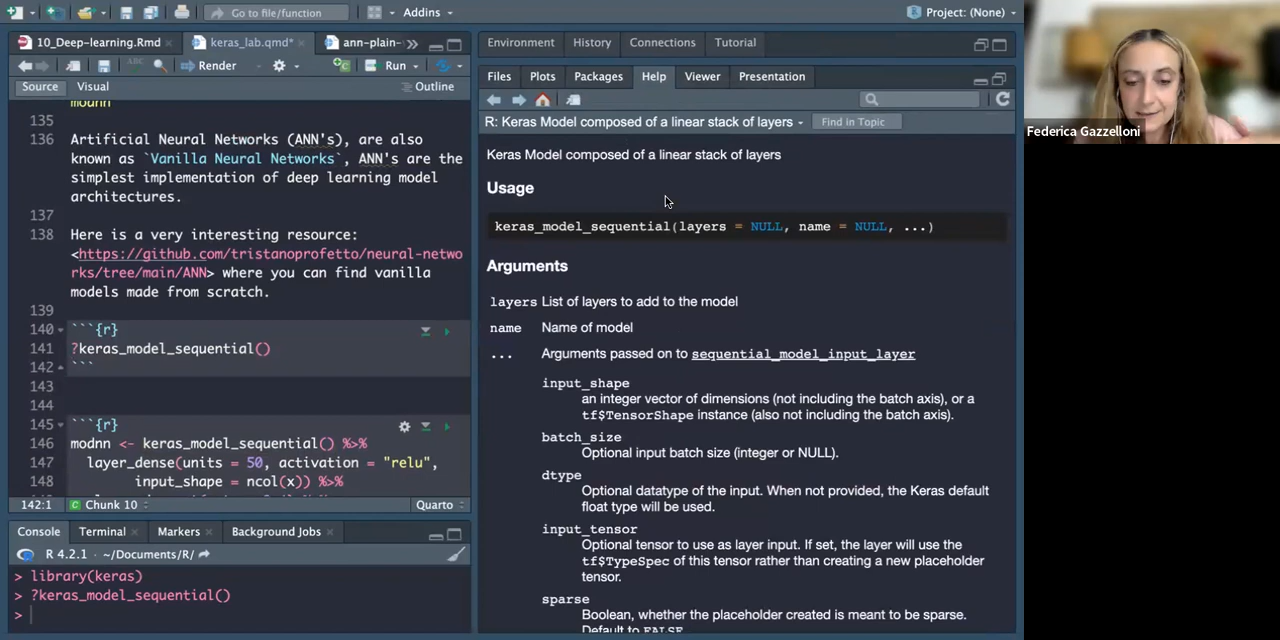 Go to file/function
Addins
Project: (None)
10_Deep-learning.Rmd
keras_lab.qmd*
ann-plain-
Render
Run
Source
Visual
Outline
modnn
135
136 Artificial Neural Networks (ANN's), are also
known as `Vanilla Neural Networks`, ANN's are the
simplest implementation of deep learning model
architectures.
137
138 Here is a very interesting resource:
<https://github.com/tristanoprofetto/neural-netwo
rks/tree/main/ANN> where you can find vanilla
models made from scratch.
139
140 ```{r}
141 ?keras_model_sequential()
142 ```
143
144
145 ```{r}
146 modnn <- keras_model_sequential() %>%
147 layer_dense(units = 50, activation = "relu",
148 input_shape = ncol(x)) %>%
142:1 Chunk 10 Quarto
Console Terminal Markers Background Jobs
R 4.2.1 · ~/Documents/R/
> library(keras)
> ?keras_model_sequential()
>
Environment History Connections Tutorial
Files Plots Packages Help Viewer Presentation
R: Keras Model composed of a linear stack of layers
Find in Topic
Keras Model composed of a linear stack of layers
Usage
keras_model_sequential(layers = NULL, name = NULL, ...)
Arguments
layers List of layers to add to the model
name Name of model
... Arguments passed on to sequential_model_input_layer
input_shape
an integer vector of dimensions (not including the batch axis), or a
tf$TensorShape instance (also not including the batch axis).
batch_size
Optional input batch size (integer or NULL).
dtype
Optional datatype of the input. When not provided, the Keras default
float type will be used.
input_tensor
Optional tensor to use as layer input. If set, the layer will use the
tf$TypeSpec of this tensor rather than creating a new placeholder
tensor.
sparse
Boolean, whether the placeholder created is meant to be sparse.
Default to FALSE
Federica Gazzelloni